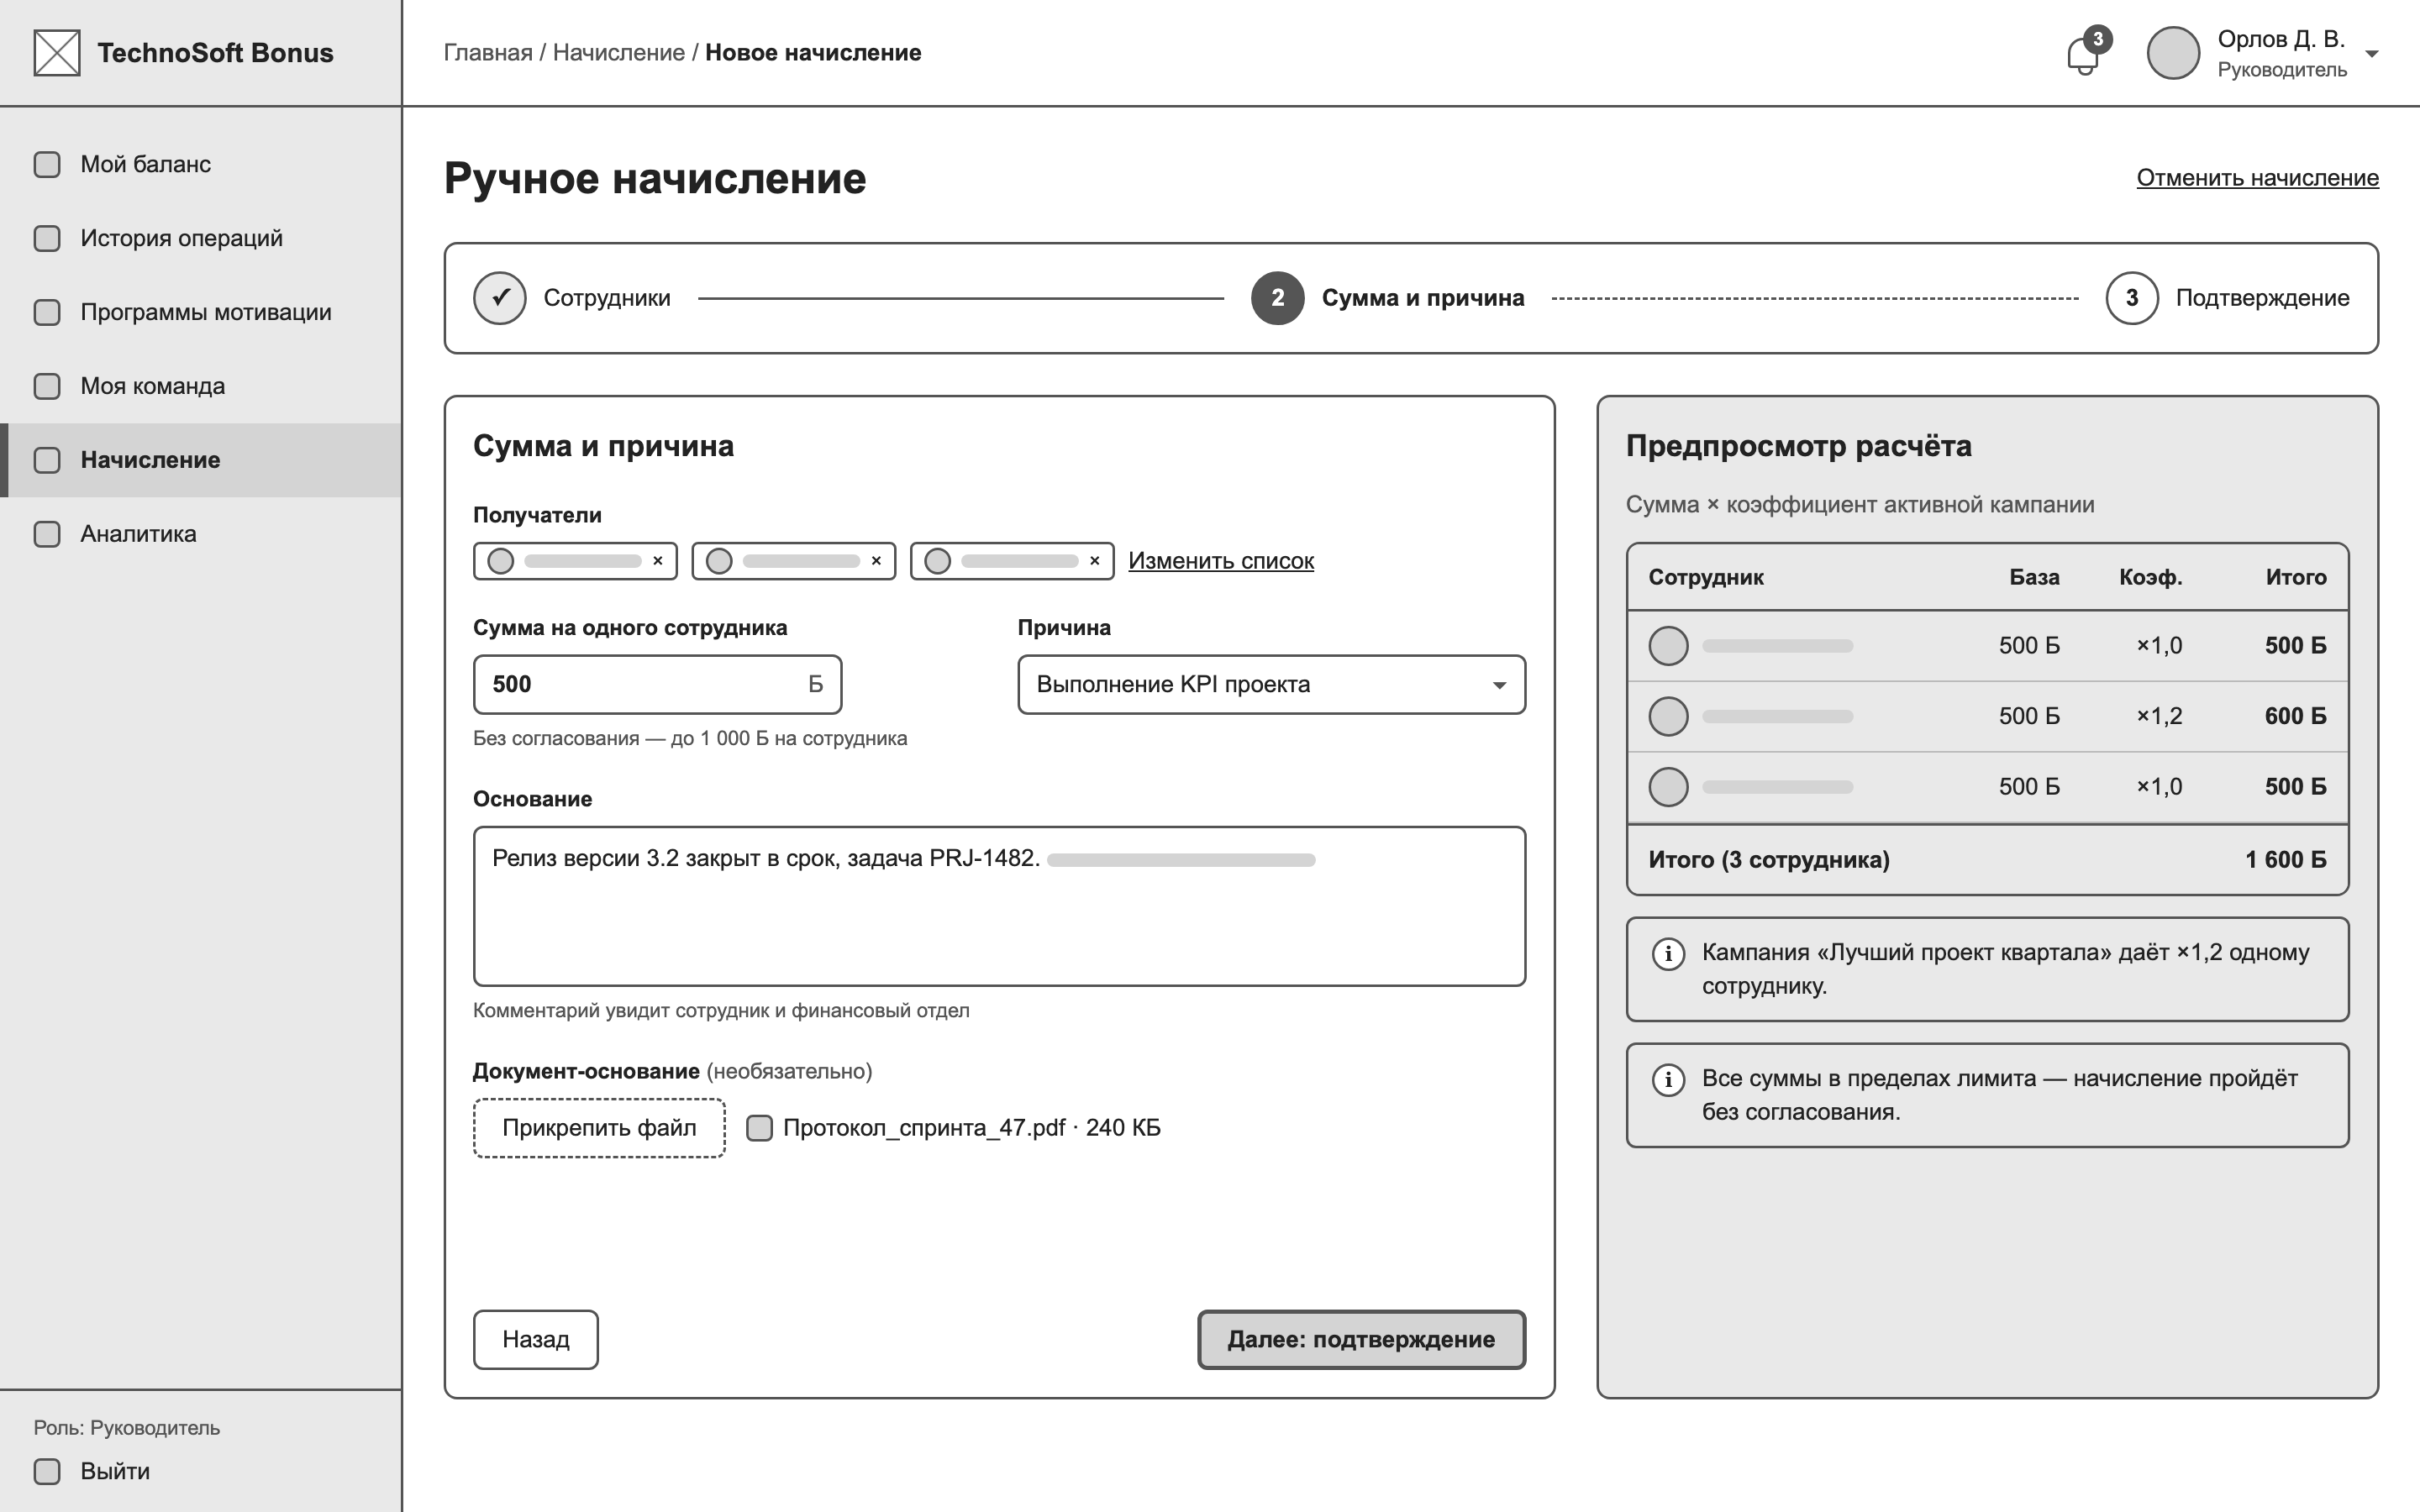 TechnoSoft Bonus
Главная / Начисление / Новое начисление
3
Орлов Д. В.
Руководитель
Мой баланс
История операций
Программы мотивации
Моя команда
Начисление
Аналитика
Роль: Руководитель
Выйти
Ручное начисление
Отменить начисление
✓ Сотрудники
2 Сумма и причина
3 Подтверждение
Сумма и причина
Получатели
× × × Изменить список
Сумма на одного сотрудника
500 Б
Без согласования — до 1 000 Б на сотрудника
Причина
Выполнение KPI проекта
Основание
Релиз версии 3.2 закрыт в срок, задача PRJ-1482.
Комментарий увидит сотрудник и финансовый отдел
Документ-основание (необязательно)
Прикрепить файл
Протокол_спринта_47.pdf · 240 КБ
Назад
Далее: подтверждение
Предпросмотр расчёта
Сумма × коэффициент активной кампании
Сотрудник База Коэф. Итого
500 Б ×1,0 500 Б
500 Б ×1,2 600 Б
500 Б ×1,0 500 Б
Итого (3 сотрудника) 1 600 Б
i Кампания «Лучший проект квартала» даёт ×1,2 одному
сотруднику.
i Все суммы в пределах лимита — начисление пройдёт
без согласования.